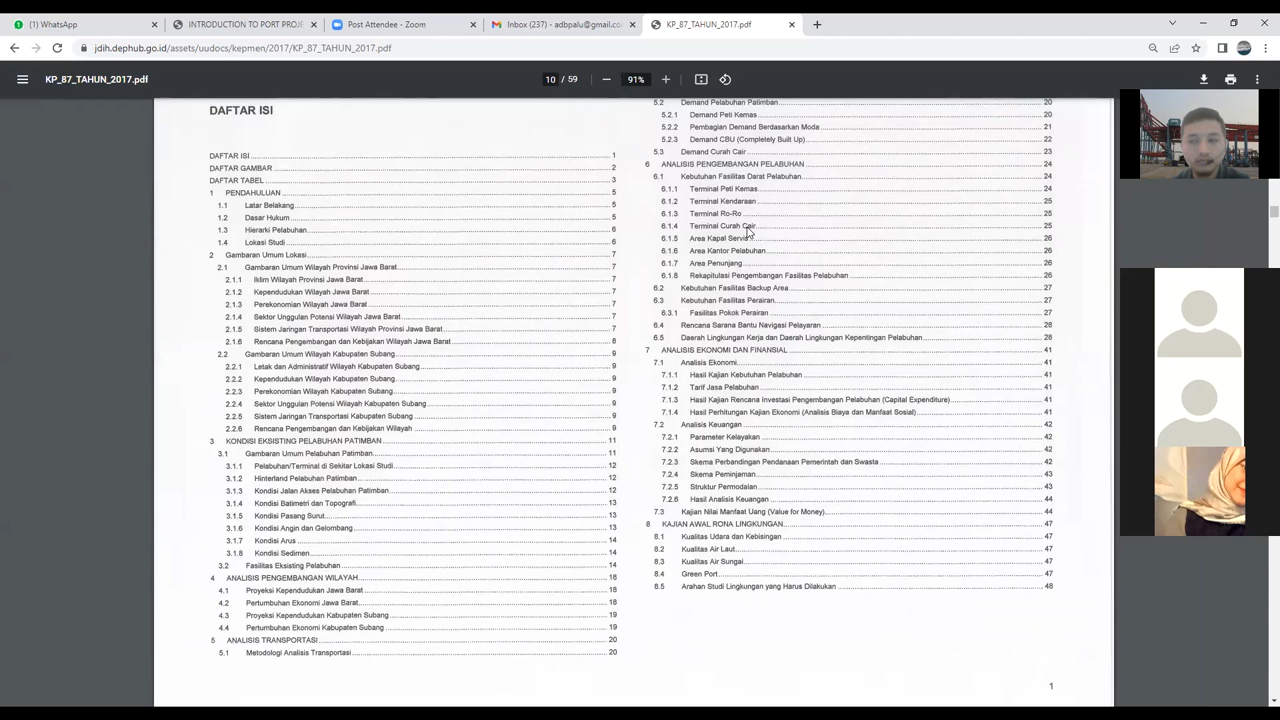 WhatsApp
INTRODUCTION TO PORT PROJ
Post Attendee - Zoom
Inbox (237) - adbpalu@gmail.co
KP_87_TAHUN_2017.pdf
jdih.dephub.go.id/assets/uudocs/kepmen/2017/KP_87_TAHUN_2017.pdf
KP_87_TAHUN_2017.pdf
10 / 59
91%
DAFTAR ISI
DAFTAR ISI 1
DAFTAR GAMBAR 2
DAFTAR TABEL 3
1 PENDAHULUAN 5
1.1 Latar Belakang 5
1.2 Dasar Hukum 5
1.3 Hierarki Pelabuhan 6
1.4 Lokasi Studi 6
2 Gambaran Umum Lokasi 7
2.1 Gambaran Umum Wilayah Provinsi Jawa Barat 7
2.1.1 Iklim Wilayah Provinsi Jawa Barat 7
2.1.2 Kependudukan Wilayah Jawa Barat 7
2.1.3 Perekonomian Wilayah Jawa Barat 7
2.1.4 Sektor Unggulan Potensi Wilayah Jawa Barat 7
2.1.5 Sistem Jaringan Transportasi Wilayah Provinsi Jawa Barat 7
2.1.6 Rencana Pengembangan dan Kebijakan Wilayah Jawa Barat 8
2.2 Gambaran Umum Wilayah Kabupaten Subang 9
2.2.1 Letak dan Administratif Wilayah Kabupaten Subang 9
2.2.2 Kependudukan Wilayah Kabupaten Subang 9
2.2.3 Perekonomian Wilayah Kabupaten Subang 9
2.2.4 Sektor Unggulan Potensi Wilayah Kabupaten Subang 9
2.2.5 Sistem Jaringan Transportasi Kabupaten Subang 9
2.2.6 Rencana Pengembangan dan Kebijakan Wilayah 9
3 KONDISI EKSISTING PELABUHAN PATIMBAN 11
3.1 Gambaran Umum Pelabuhan Patimban 11
3.1.1 Pelabuhan/Terminal di Sekitar Lokasi Studi 12
3.1.2 Hinterland Pelabuhan Patimban 12
3.1.3 Kondisi Jalan Akses Pelabuhan Patimban 12
3.1.4 Kondisi Batimetri dan Topografi 13
3.1.5 Kondisi Pasang Surut 13
3.1.6 Kondisi Angin dan Gelombang 13
3.1.7 Kondisi Arus 14
3.1.8 Kondisi Sedimen 14
3.2 Fasilitas Eksisting Pelabuhan 14
4 ANALISIS PENGEMBANGAN WILAYAH 18
4.1 Proyeksi Kependudukan Jawa Barat 18
4.2 Pertumbuhan Ekonomi Jawa Barat 18
4.3 Proyeksi Kependudukan Kabupaten Subang 19
4.4 Pertumbuhan Ekonomi Kabupaten Subang 19
5 ANALISIS TRANSPORTASI 20
5.1 Metodologi Analisis Transportasi 20
5.2 Demand Pelabuhan Patimban 20
5.2.1 Demand Peti Kemas 20
5.2.2 Pembagian Demand Berdasarkan Moda 21
5.2.3 Demand CBU (Completely Built Up) 22
5.3 Demand Curah Cair 23
6 ANALISIS PENGEMBANGAN PELABUHAN 24
6.1 Kebutuhan Fasilitas Darat Pelabuhan 24
6.1.1 Terminal Peti Kemas 24
6.1.2 Terminal Kendaraan 25
6.1.3 Terminal Ro-Ro 25
6.1.4 Terminal Curah Cair 25
6.1.5 Area Kapal Servis 26
6.1.6 Area Kantor Pelabuhan 26
6.1.7 Area Penunjang 26
6.1.8 Rekapitulasi Pengembangan Fasilitas Pelabuhan 26
6.2 Kebutuhan Fasilitas Backup Area 27
6.3 Kebutuhan Fasilitas Perairan 27
6.3.1 Fasilitas Pokok Perairan 27
6.4 Rencana Sarana Bantu Navigasi Pelayaran 28
6.5 Daerah Lingkungan Kerja dan Daerah Lingkungan Kepentingan Pelabuhan 28
7 ANALISIS EKONOMI DAN FINANSIAL 41
7.1 Analisis Ekonomi 41
7.1.1 Hasil Kajian Kebutuhan Pelabuhan 41
7.1.2 Tarif Jasa Pelabuhan 41
7.1.3 Hasil Kajian Rencana Investasi Pengembangan Pelabuhan (Capital Expenditure) 41
7.1.4 Hasil Perhitungan Kajian Ekonomi (Analisis Biaya dan Manfaat Sosial) 41
7.2 Analisis Keuangan 42
7.2.1 Parameter Kelayakan 42
7.2.2 Asumsi Yang Digunakan 42
7.2.3 Skema Perbandingan Pendanaan Pemerintah dan Swasta 42
7.2.4 Skema Peminjaman 43
7.2.5 Struktur Permodalan 43
7.2.6 Hasil Analisis Keuangan 44
7.3 Kajian Nilai Manfaat Uang (Value for Money) 44
8 KAJIAN AWAL RONA LINGKUNGAN 47
8.1 Kualitas Udara dan Kebisingan 47
8.2 Kualitas Air Laut 47
8.3 Kualitas Air Sungai 47
8.4 Green Port 47
8.5 Arahan Studi Lingkungan yang Harus Dilakukan 48
1